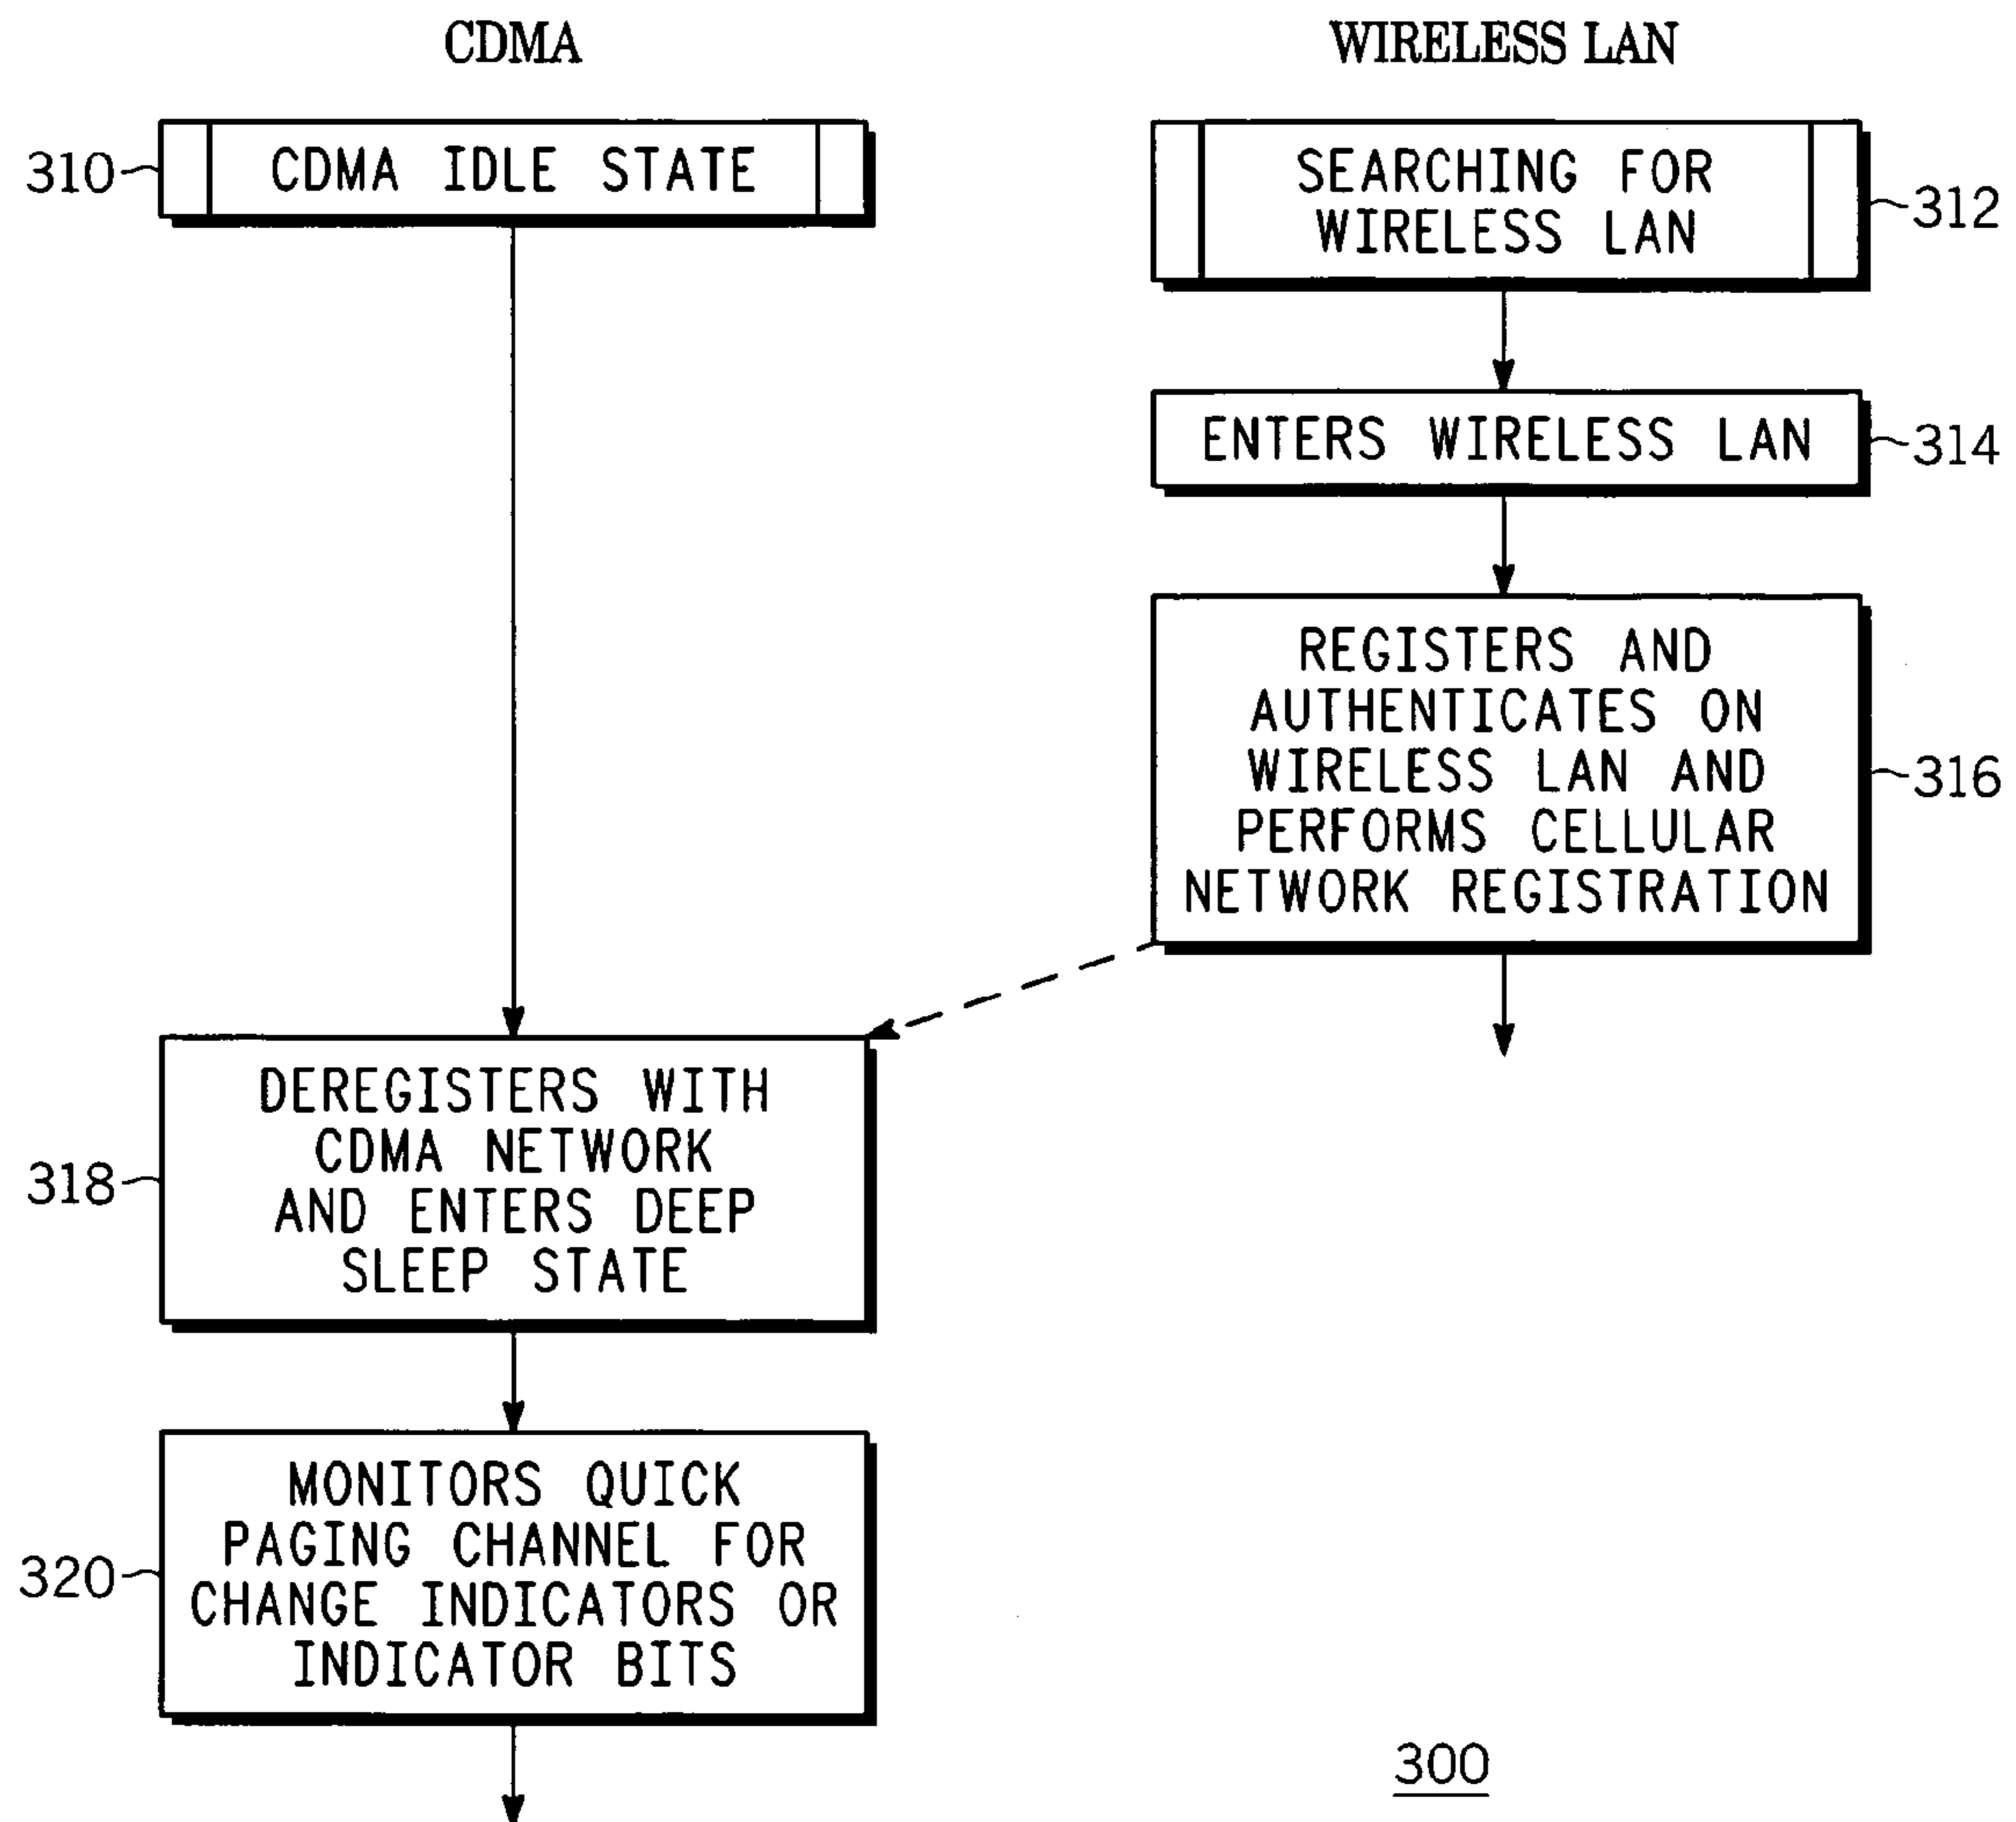 CDMA
WIRELESS LAN
310
CDMA IDLE STATE
SEARCHING FOR
WIRELESS LAN
312
ENTERS WIRELESS LAN
314
REGISTERS AND
AUTHENTICATES ON
WIRELESS LAN AND
PERFORMS CELLULAR
NETWORK REGISTRATION
316
318
DEREGISTERS WITH
CDMA NETWORK
AND ENTERS DEEP
SLEEP STATE
320
MONITORS QUICK
PAGING CHANNEL FOR
CHANGE INDICATORS OR
INDICATOR BITS
300